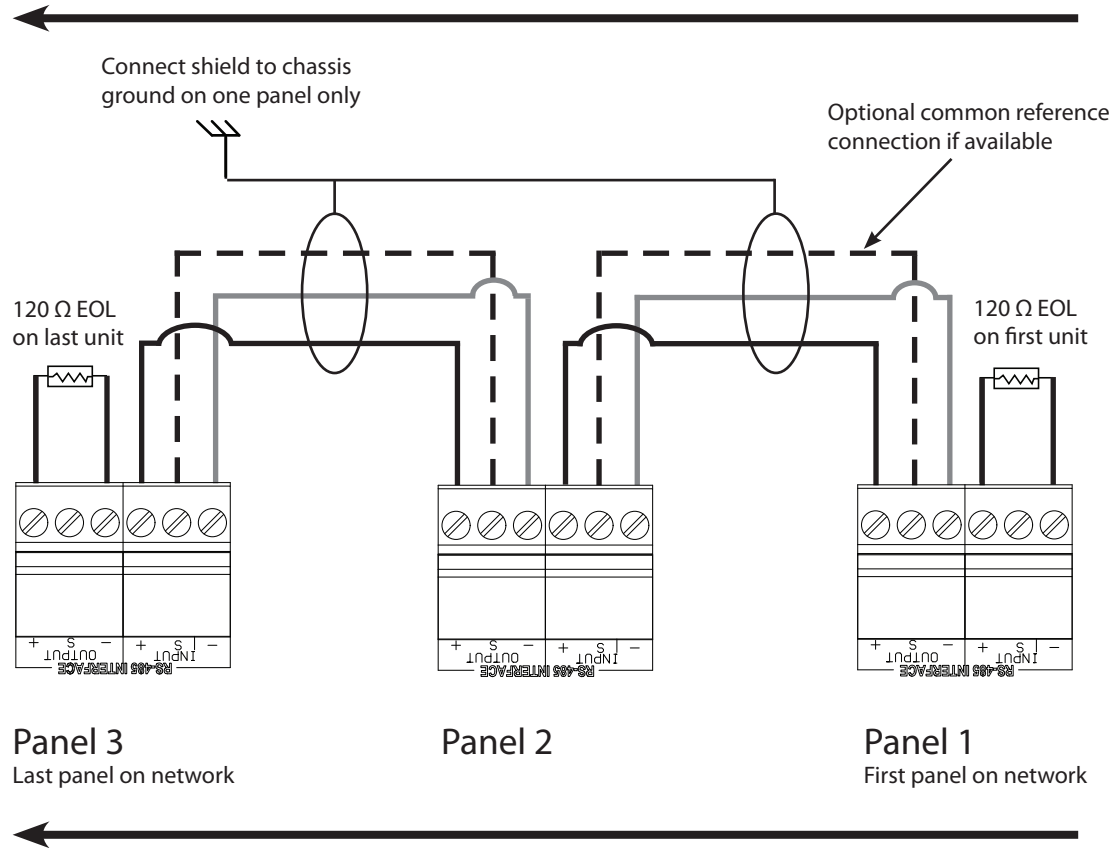 Connect shield to chassis
ground on one panel only
Optional common reference
connection if available
120 Ω EOL
on last unit
120 Ω EOL
on first unit
+ S - + S -
OUTPUT INPUT
RS-485 INTERFACE
+ S - + S -
OUTPUT INPUT
RS-485 INTERFACE
+ S - + S -
OUTPUT INPUT
RS-485 INTERFACE
Panel 3
Last panel on network
Panel 2
Panel 1
First panel on network